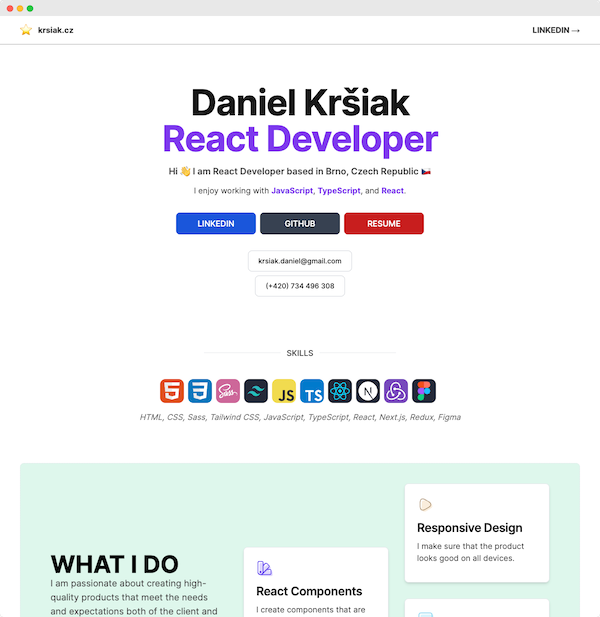 krsiak.cz
LINKEDIN →
Daniel Kršiak
React Developer
Hi 👋 I am React Developer based in Brno, Czech Republic 🇨🇿
I enjoy working with JavaScript, TypeScript, and React.
LINKEDIN
GITHUB
RESUME
krsiak.daniel@gmail.com
(+420) 734 496 308
SKILLS
5
3
Sass
JS
TS
N
HTML, CSS, Sass, Tailwind CSS, JavaScript, TypeScript, React, Next.js, Redux, Figma
WHAT I DO
I am passionate about creating high-
quality products that meet the needs
and expectations both of the client and
React Components
I create components that are
Responsive Design
I make sure that the product
looks good on all devices.